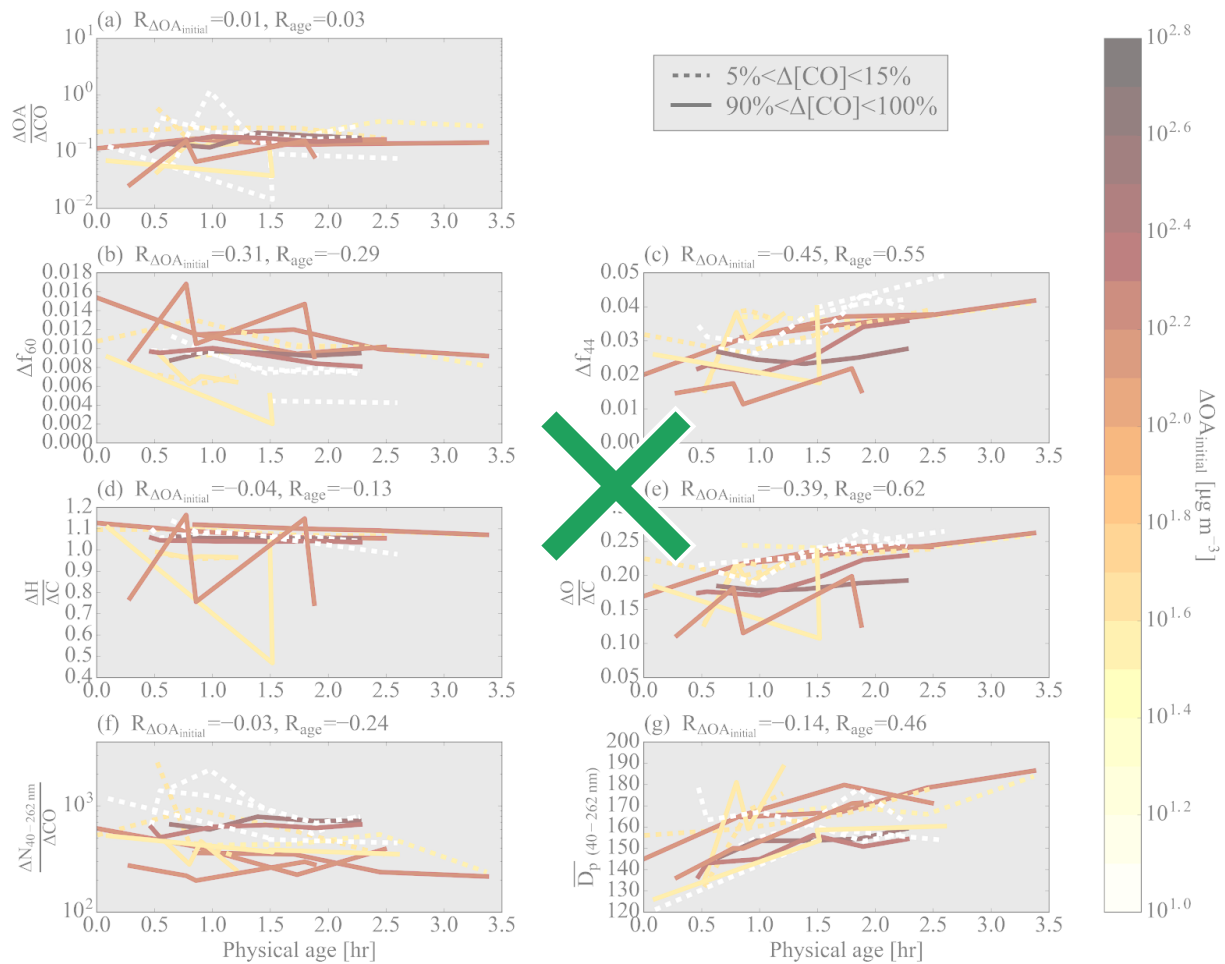 (a) R_ΔOA_initial=0.01, R_age=0.03
10¹
10⁰
10⁻¹
10⁻²
ΔOA
ΔCO
0.0 0.5 1.0 1.5 2.0 2.5 3.0 3.5
5%<Δ[CO]<15%
90%<Δ[CO]<100%
(b) R_ΔOA_initial=0.31, R_age=−0.29
0.018
0.016
0.014
0.012
0.010
0.008
0.006
0.004
0.002
0.000
Δf₆₀
0.0 0.5 1.0 1.5 2.0 2.5 3.0 3.5
(c) R_ΔOA_initial=−0.45, R_age=0.55
0.05
0.04
0.03
0.02
0.01
0.00
Δf₄₄
0.0 0.5 1.0 1.5 2.0 2.5 3.0 3.5
(d) R_ΔOA_initial=−0.04, R_age=−0.13
1.2
1.1
1.0
0.9
0.8
0.7
0.6
0.5
0.4
ΔH
ΔC
0.0 0.5 1.0 1.5 2.0 2.5 3.0 3.5
(e) R_ΔOA_initial=−0.39, R_age=0.62
0.25
0.20
0.15
0.10
0.05
ΔO
ΔC
0.0 0.5 1.0 1.5 2.0 2.5 3.0 3.5
(f) R_ΔOA_initial=−0.03, R_age=−0.24
10³
10²
ΔN₄₀₋₂₆₂ nm
ΔCO
0.0 0.5 1.0 1.5 2.0 2.5 3.0 3.5
Physical age [hr]
(g) R_ΔOA_initial=−0.14, R_age=0.46
200
190
180
170
160
150
140
130
120
D̅p (40−262 nm)
0.0 0.5 1.0 1.5 2.0 2.5 3.0 3.5
Physical age [hr]
10^2.8
10^2.6
10^2.4
10^2.2
10^2.0
10^1.8
10^1.6
10^1.4
10^1.2
10^1.0
ΔOA_initial [μg m⁻³]